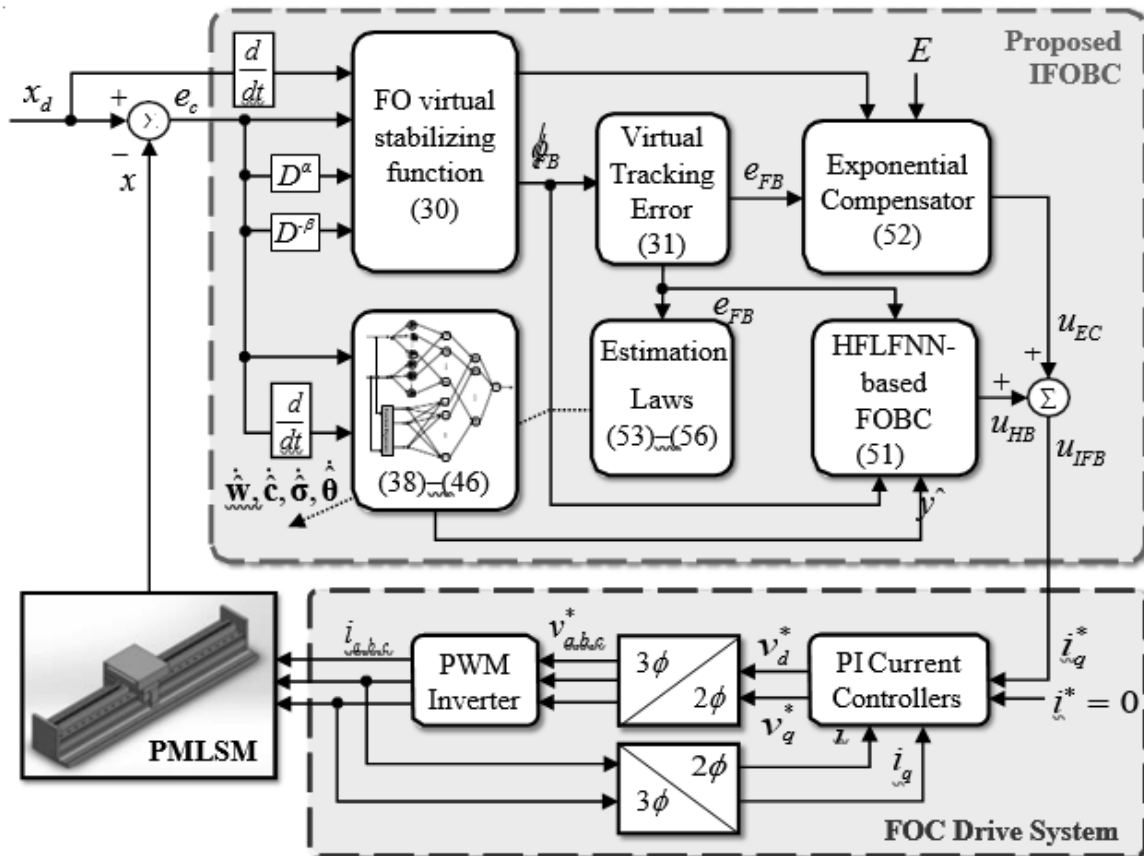 Proposed
IFOBC
x_d
+
Σ
−
x
e_c
d
dt
D^α
D^-β
FO virtual
stabilizing
function
(30)
Virtual
Tracking
Error
(31)
e_FB
E
Exponential
Compensator
(52)
u_EC
e_FB
Estimation
Laws
(53)–(56)
HFLFNN-
based
FOBC
(51)
+
+
Σ
u_HB
u_IFB
d
dt
(38)–(46)
ŷ
PMLSM
i_a,b,c
PWM
Inverter
v*_a,b,c
3ϕ
2ϕ
v*_d
v*_q
PI Current
Controllers
i*_q
i* = 0
2ϕ
3ϕ
i_q
FOC Drive System